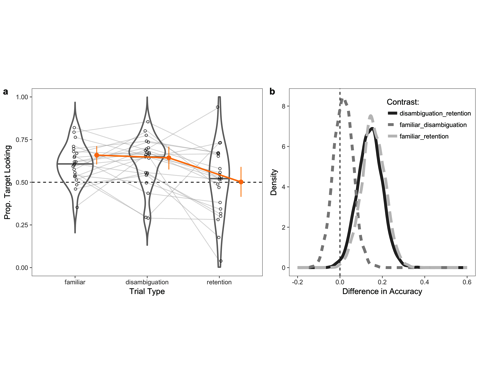 a
Prop. Target Looking
1.00
0.75
0.50
0.25
0.00
familiar disambiguation retention
Trial Type
b
Density
8
6
4
2
0
Contrast:
disambiguation_retention
familiar_disambiguation
familiar_retention
-0.2 0.0 0.2 0.4 0.6
Difference in Accuracy